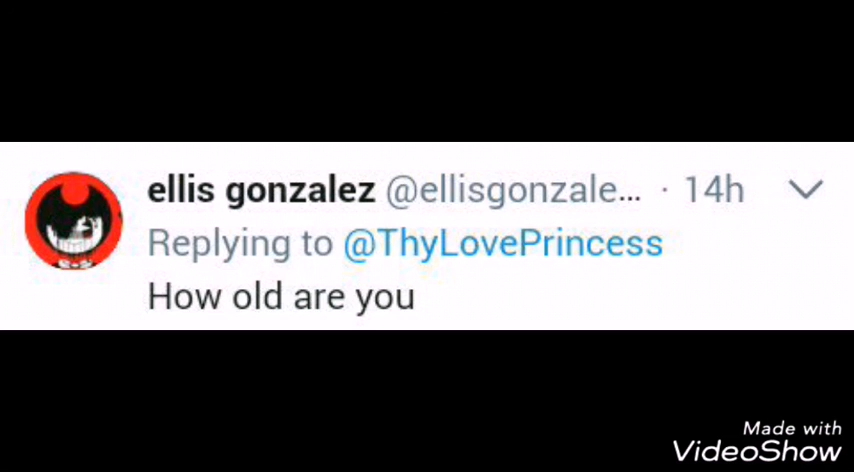 ellis gonzalez @ellisgonzale... · 14h
Replying to @ThyLovePrincess
How old are you
Made with
VideoShow